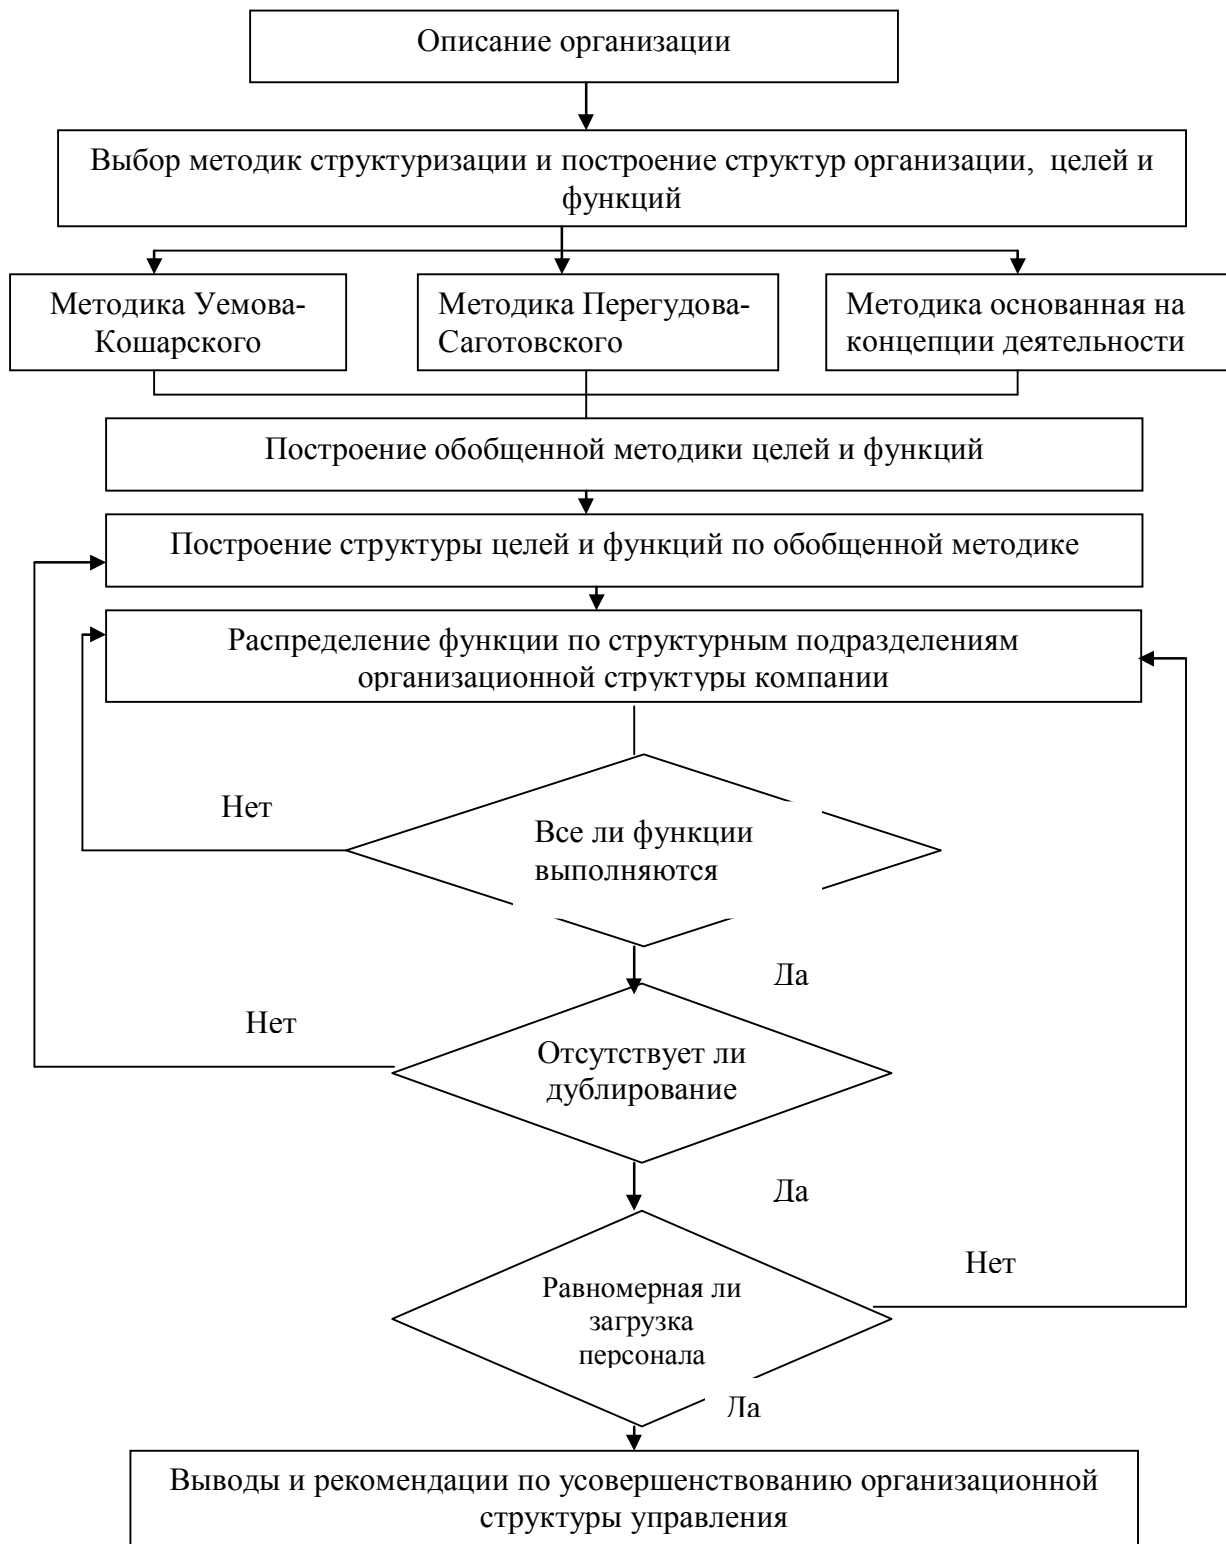 Описание организации
Выбор методик структуризации и построение структур организации, целей и
функций
Методика Уемова-
Кошарского
Методика Перегудова-
Саготовского
Методика основанная на
концепции деятельности
Построение обобщенной методики целей и функций
Построение структуры целей и функций по обобщенной методике
Распределение функции по структурным подразделениям
организационной структуры компании
Нет
Все ли функции
выполняются
Да
Нет
Отсутствует ли
дублирование
Да
Нет
Равномерная ли
загрузка
персонала
Да
Выводы и рекомендации по усовершенствованию организационной
структуры управления